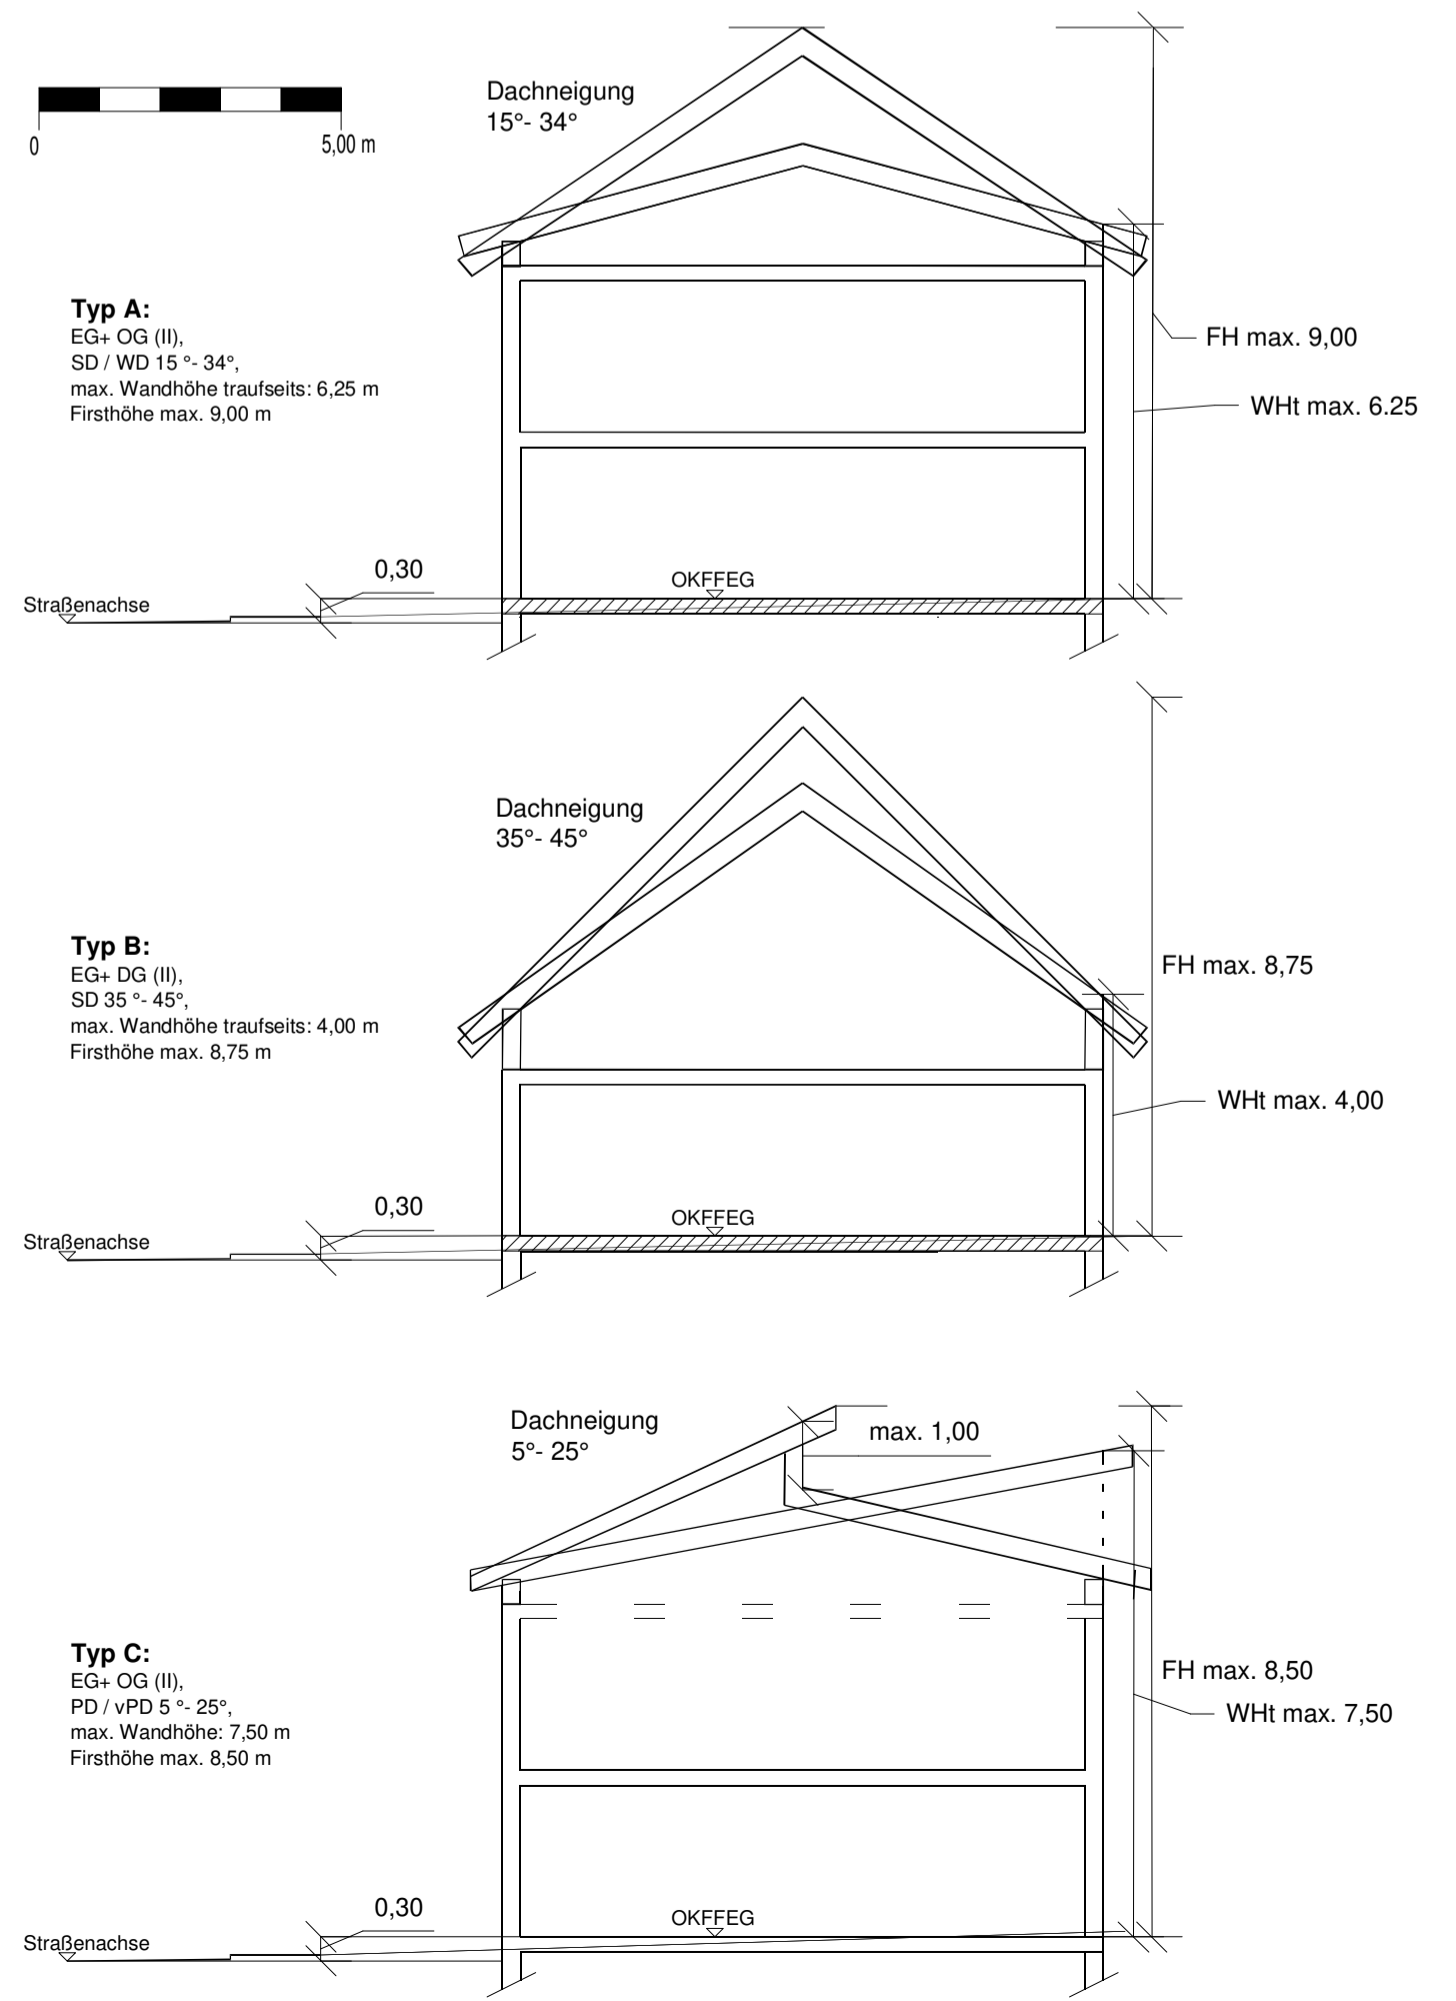 0
5,00 m
Dachneigung
15°- 34°
Typ A:
EG+ OG (II),
SD / WD 15 °- 34°,
max. Wandhöhe traufseits: 6,25 m
Firsthöhe max. 9,00 m
FH max. 9,00
WHt max. 6.25
0,30
OKFFEG
Straßenachse
Dachneigung
35°- 45°
Typ B:
EG+ DG (II),
SD 35 °- 45°,
max. Wandhöhe traufseits: 4,00 m
Firsthöhe max. 8,75 m
FH max. 8,75
WHt max. 4,00
0,30
OKFFEG
Straßenachse
Dachneigung
5°- 25°
max. 1,00
Typ C:
EG+ OG (II),
PD / vPD 5 °- 25°,
max. Wandhöhe: 7,50 m
Firsthöhe max. 8,50 m
FH max. 8,50
WHt max. 7,50
0,30
OKFFEG
Straßenachse